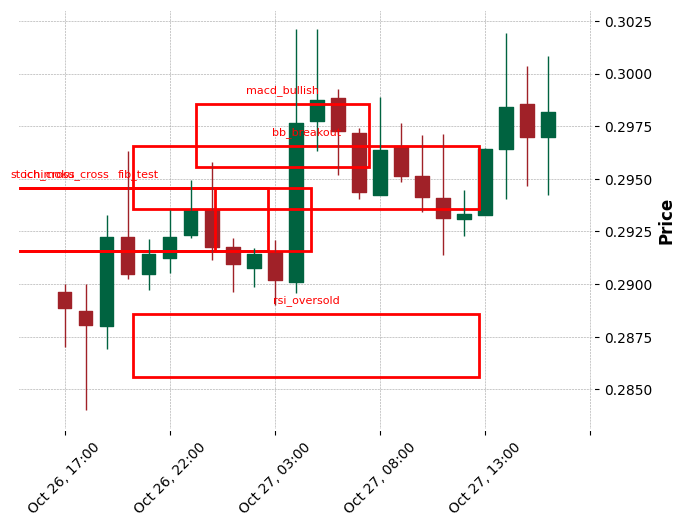 macd_bullish
bb_breakout
fib_test
rsi_oversold
0.3025
0.3000
0.2975
0.2950
0.2925
0.2900
0.2875
0.2850
Price
Oct 26, 17:00
Oct 26, 22:00
Oct 27, 03:00
Oct 27, 08:00
Oct 27, 13:00